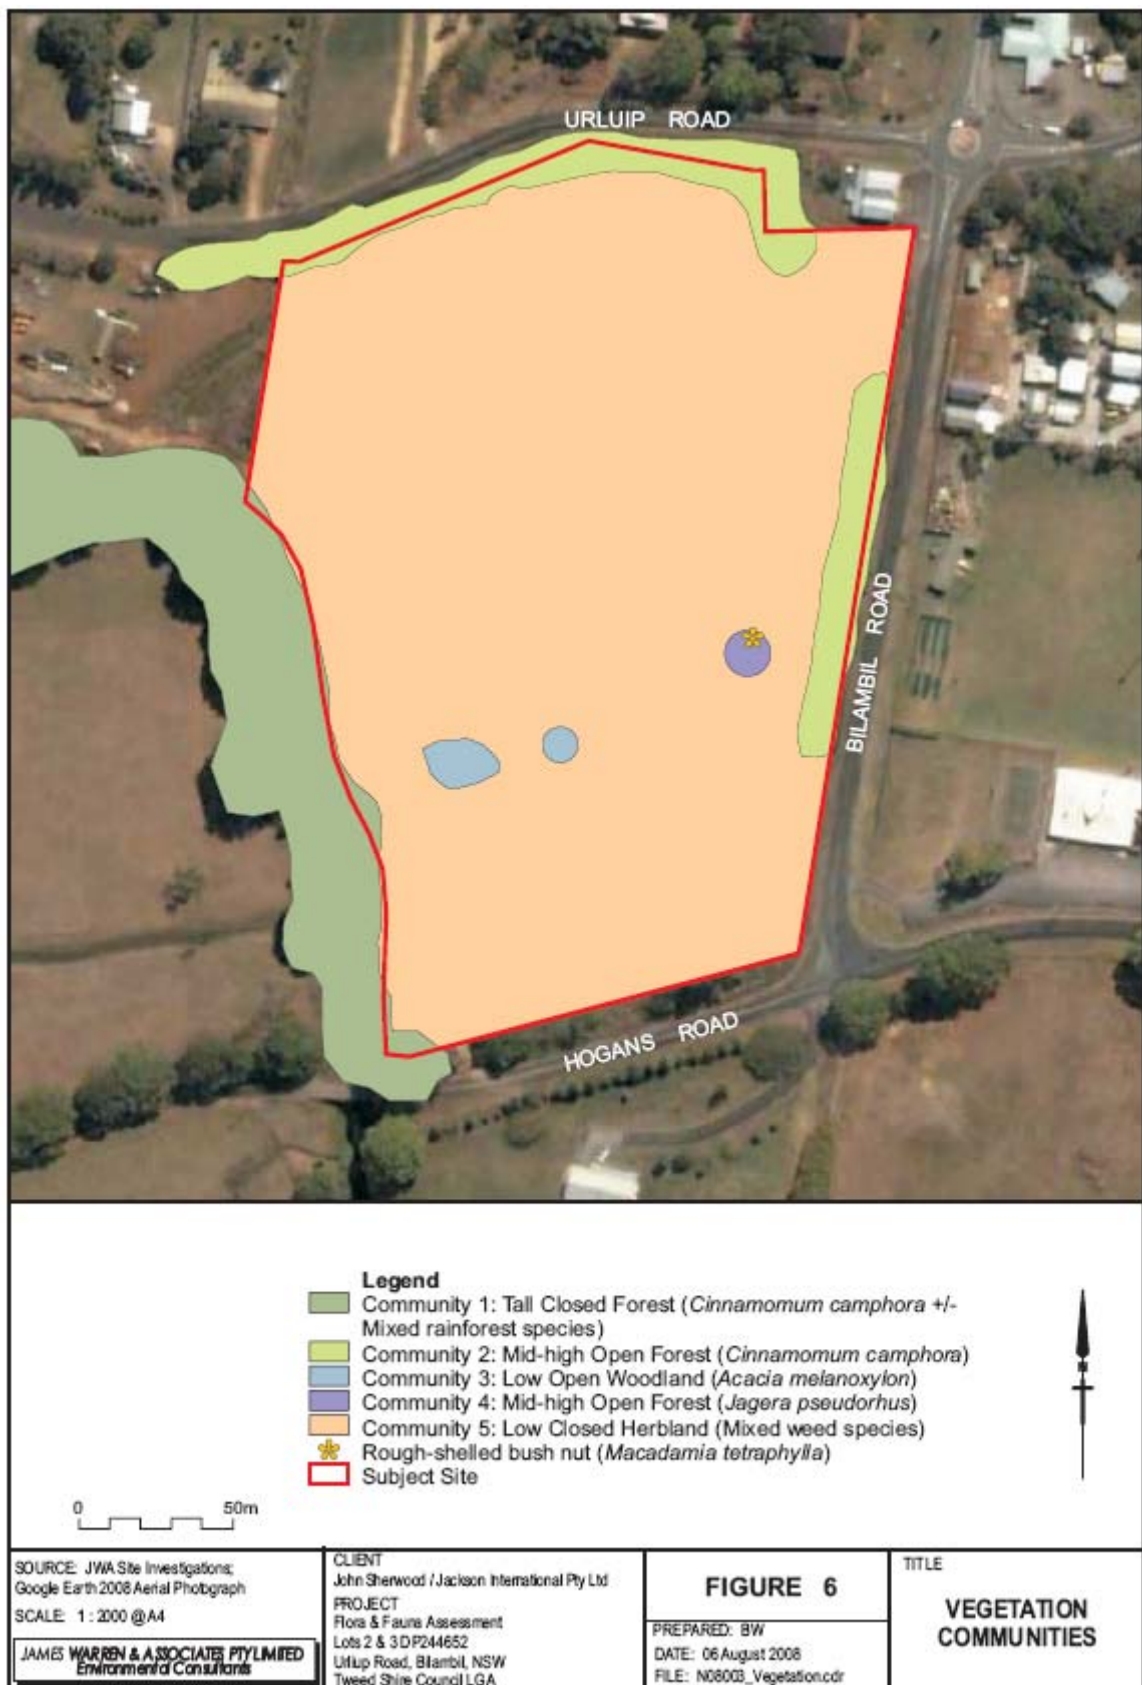 URLUIP ROAD
BILAMBIL ROAD
HOGANS ROAD
Legend
Community 1: Tall Closed Forest (Cinnamomum camphora +/-
Mixed rainforest species)
Community 2: Mid-high Open Forest (Cinnamomum camphora)
Community 3: Low Open Woodland (Acacia melanoxylon)
Community 4: Mid-high Open Forest (Jagera pseudorhus)
Community 5: Low Closed Herbland (Mixed weed species)
Rough-shelled bush nut (Macadamia tetraphylla)
Subject Site
0 50m
SOURCE: JWA Site Investigations;
Google Earth 2008 Aerial Photograph
SCALE: 1 : 2000 @ A4
JAMES WARREN & ASSOCIATES PTY LIMITED
Environmental Consultants
CLIENT
John Sherwood / Jackson International Pty Ltd
PROJECT
Flora & Fauna Assessment
Lots 2 & 3 DP244652
Urliup Road, Bilambil, NSW
Tweed Shire Council LGA
FIGURE 6
PREPARED: BW
DATE: 06 August 2008
FILE: N08003_Vegetation.cdr
TITLE
VEGETATION
COMMUNITIES